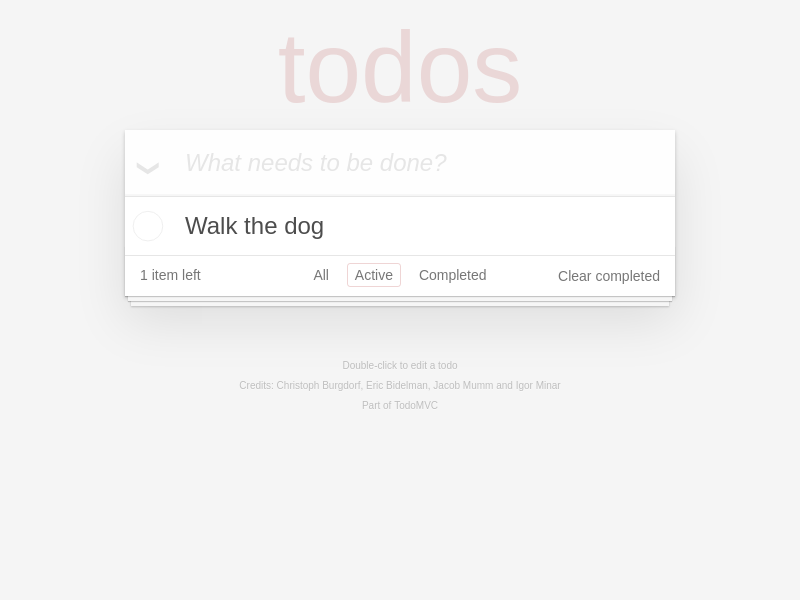 todos
What needs to be done?
Walk the dog
1 item left All Active Completed Clear completed
Double-click to edit a todo
Credits: Christoph Burgdorf, Eric Bidelman, Jacob Mumm and Igor Minar
Part of TodoMVC